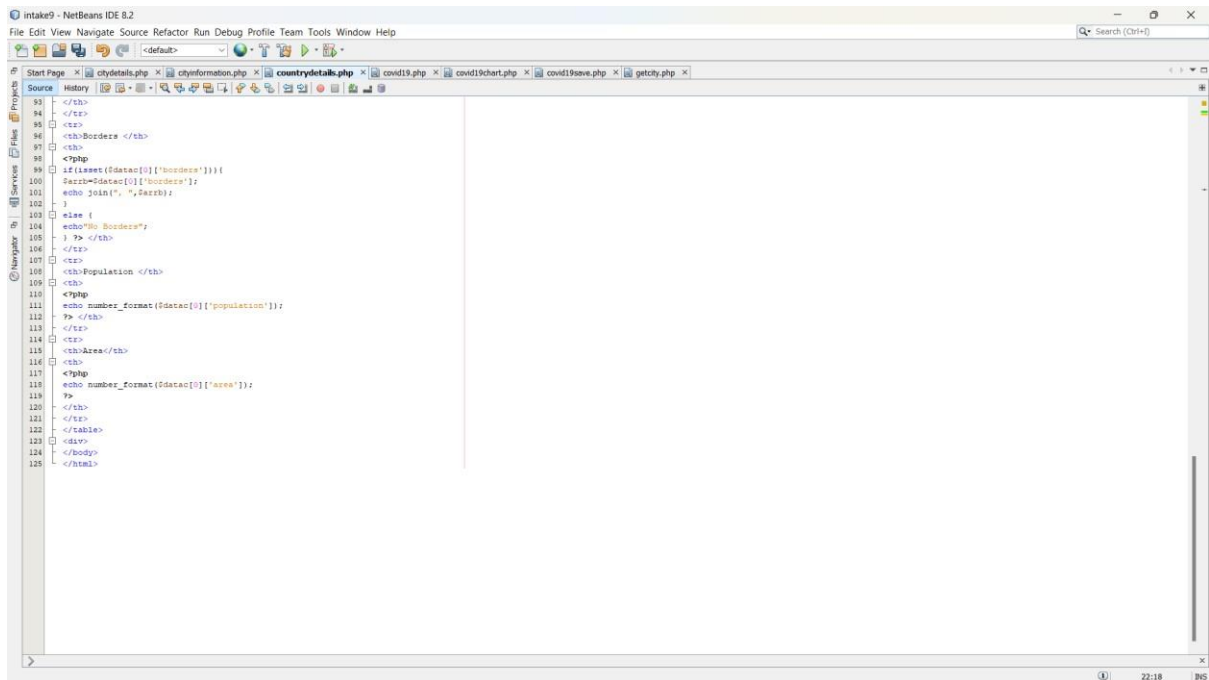 intake9 - NetBeans IDE 8.2
File Edit View Navigate Source Refactor Run Debug Profile Team Tools Window Help
Search (Ctrl+I)
<default>
Start Page citydetails.php cityinformation.php countrydetails.php covid19.php covid19chart.php covid19save.php getcity.php
Source History
Projects
Files
Services
Navigator
93 </th>
94 </tr>
95 <tr>
96 <th>Borders </th>
97 <th>
98 <?php
99 if(isset($datac[0]['borders'])){
100 $arrb=$datac[0]['borders'];
101 echo join(", ",$arrb);
102 }
103 else {
104 echo"No Borders";
105 } ?> </th>
106 </tr>
107 <tr>
108 <th>Population </th>
109 <th>
110 <?php
111 echo number_format($datac[0]['population']);
112 ?> </th>
113 </tr>
114 <tr>
115 <th>Area</th>
116 <th>
117 <?php
118 echo number_format($datac[0]['area']);
119 ?>
120 </th>
121 </tr>
122 </table>
123 <div>
124 </body>
125 </html>
22:18 INS